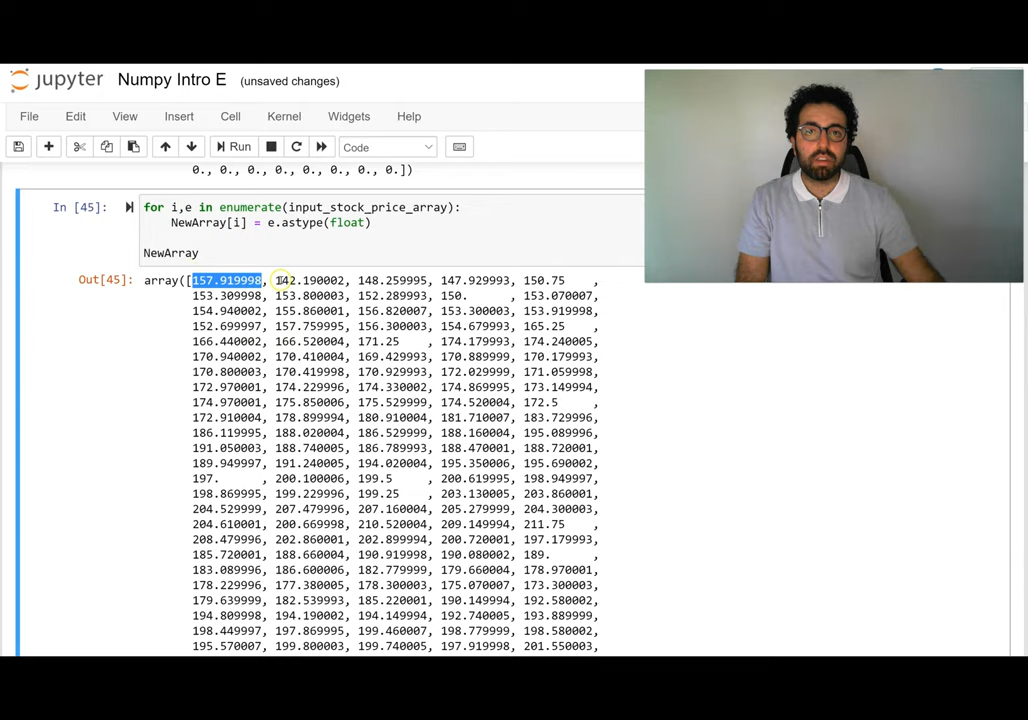 jupyter Numpy Intro E (unsaved changes)
File Edit View Insert Cell Kernel Widgets Help
Run Code
0., 0., 0., 0., 0., 0., 0.])
In [45]: for i,e in enumerate(input_stock_price_array):
NewArray[i] = e.astype(float)
NewArray
Out[45]: array([157.919998, 142.190002, 148.259995, 147.929993, 150.75 ,
153.309998, 153.800003, 152.289993, 150. , 153.070007,
154.940002, 155.860001, 156.820007, 153.300003, 153.919998,
152.699997, 157.759995, 156.300003, 154.679993, 165.25 ,
166.440002, 166.520004, 171.25 , 174.179993, 174.240005,
170.940002, 170.410004, 169.429993, 170.889999, 170.179993,
170.800003, 170.419998, 170.929993, 172.029999, 171.059998,
172.970001, 174.229996, 174.330002, 174.869995, 173.149994,
174.970001, 175.850006, 175.529999, 174.520004, 172.5 ,
172.910004, 178.899994, 180.910004, 181.710007, 183.729996,
186.119995, 188.020004, 186.529999, 188.160004, 195.089996,
191.050003, 188.740005, 186.789993, 188.470001, 188.720001,
189.949997, 191.240005, 194.020004, 195.350006, 195.690002,
197. , 200.100006, 199.5 , 200.619995, 198.949997,
198.869995, 199.229996, 199.25 , 203.130005, 203.860001,
204.529999, 207.479996, 207.160004, 205.279999, 204.300003,
204.610001, 200.669998, 210.520004, 209.149994, 211.75 ,
208.479996, 202.860001, 202.899994, 200.720001, 197.179993,
185.720001, 188.660004, 190.919998, 190.080002, 189. ,
183.089996, 186.600006, 182.779999, 179.660004, 178.970001,
178.229996, 177.380005, 178.300003, 175.070007, 173.300003,
179.639999, 182.539993, 185.220001, 190.149994, 192.580002,
194.809998, 194.190002, 194.149994, 192.740005, 193.889999,
198.449997, 197.869995, 199.460007, 198.779999, 198.580002,
195.570007, 199.800003, 199.740005, 197.919998, 201.550003,